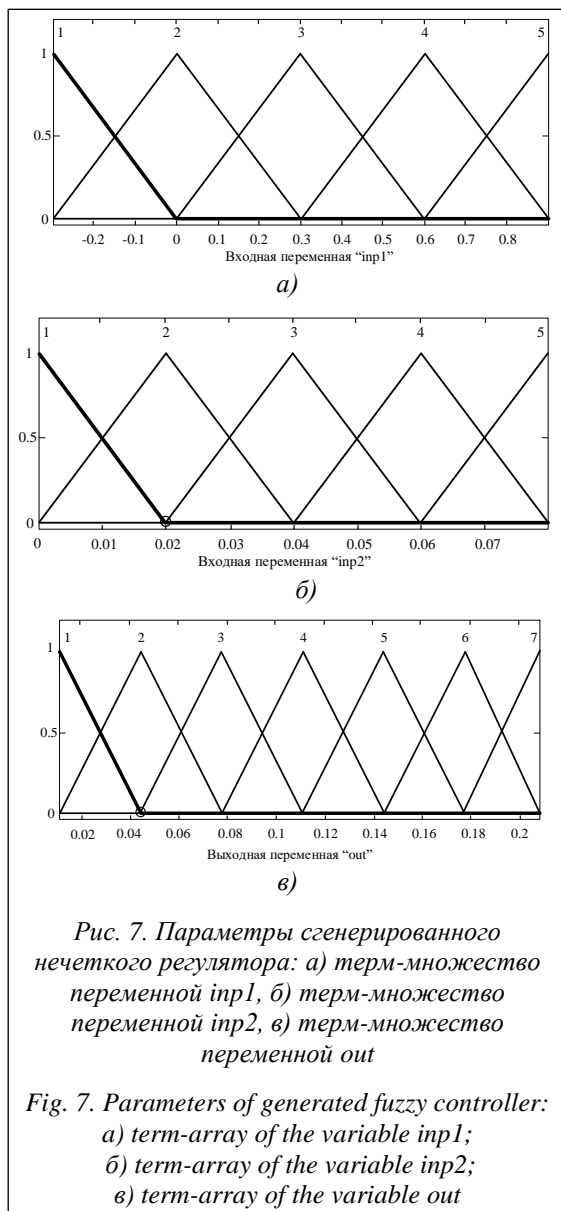 1 2 3 4 5
1
0.5
0
-0.2 -0.1 0 0.1 0.2 0.3 0.4 0.5 0.6 0.7 0.8
Входная переменная “inp1”
а)
1 2 3 4 5
1
0.5
0
0 0.01 0.02 0.03 0.04 0.05 0.06 0.07
Входная переменная “inp2”
б)
1 2 3 4 5 6 7
1
0.5
0
0.02 0.04 0.06 0.08 0.1 0.12 0.14 0.16 0.18 0.2
Выходная переменная “out”
в)
Рис. 7. Параметры сгенерированного
нечеткого регулятора: а) терм-множество
переменной inp1, б) терм-множество
переменной inp2, в) терм-множество
переменной out
Fig. 7. Parameters of generated fuzzy controller:
a) term-array of the variable inp1;
б) term-array of the variable inp2;
в) term-array of the variable out